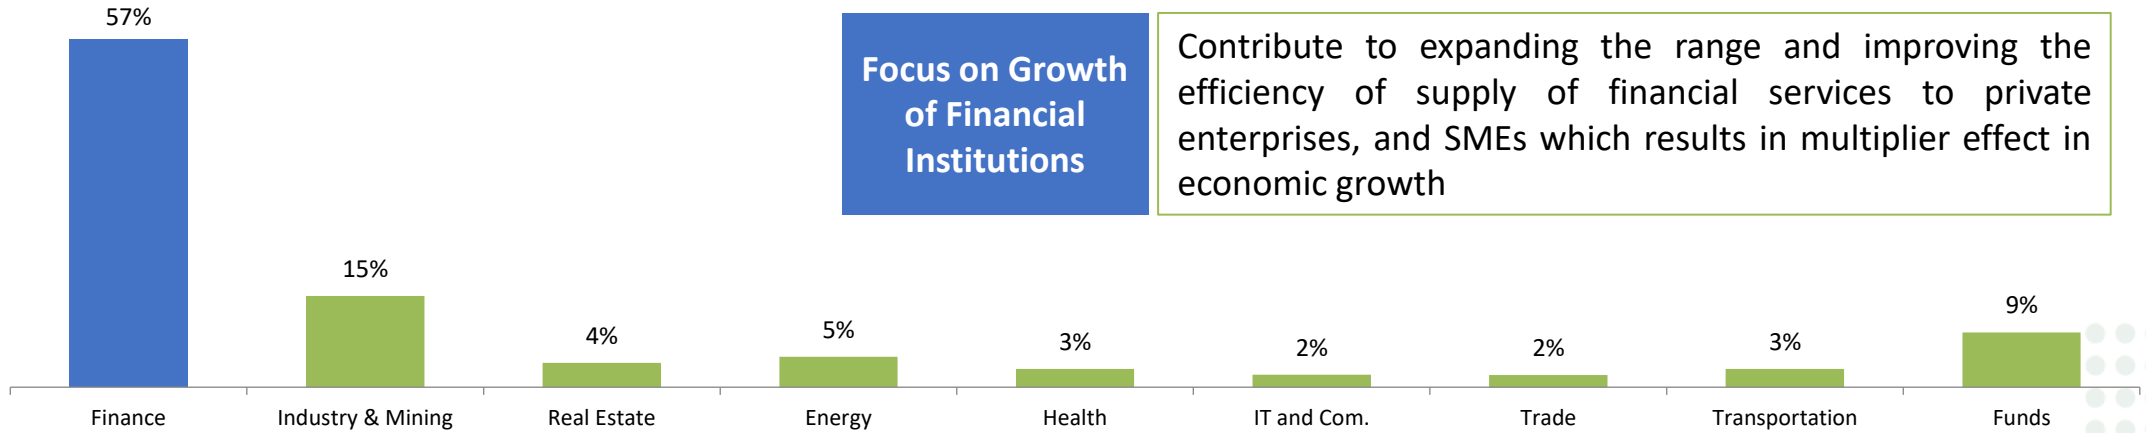 57%
Focus on Growth
of Financial
Institutions
Contribute to expanding the range and improving the
efficiency of supply of financial services to private
enterprises, and SMEs which results in multiplier effect in
economic growth
15%
4%
5%
3%
2%
2%
3%
9%
Finance
Industry & Mining
Real Estate
Energy
Health
IT and Com.
Trade
Transportation
Funds